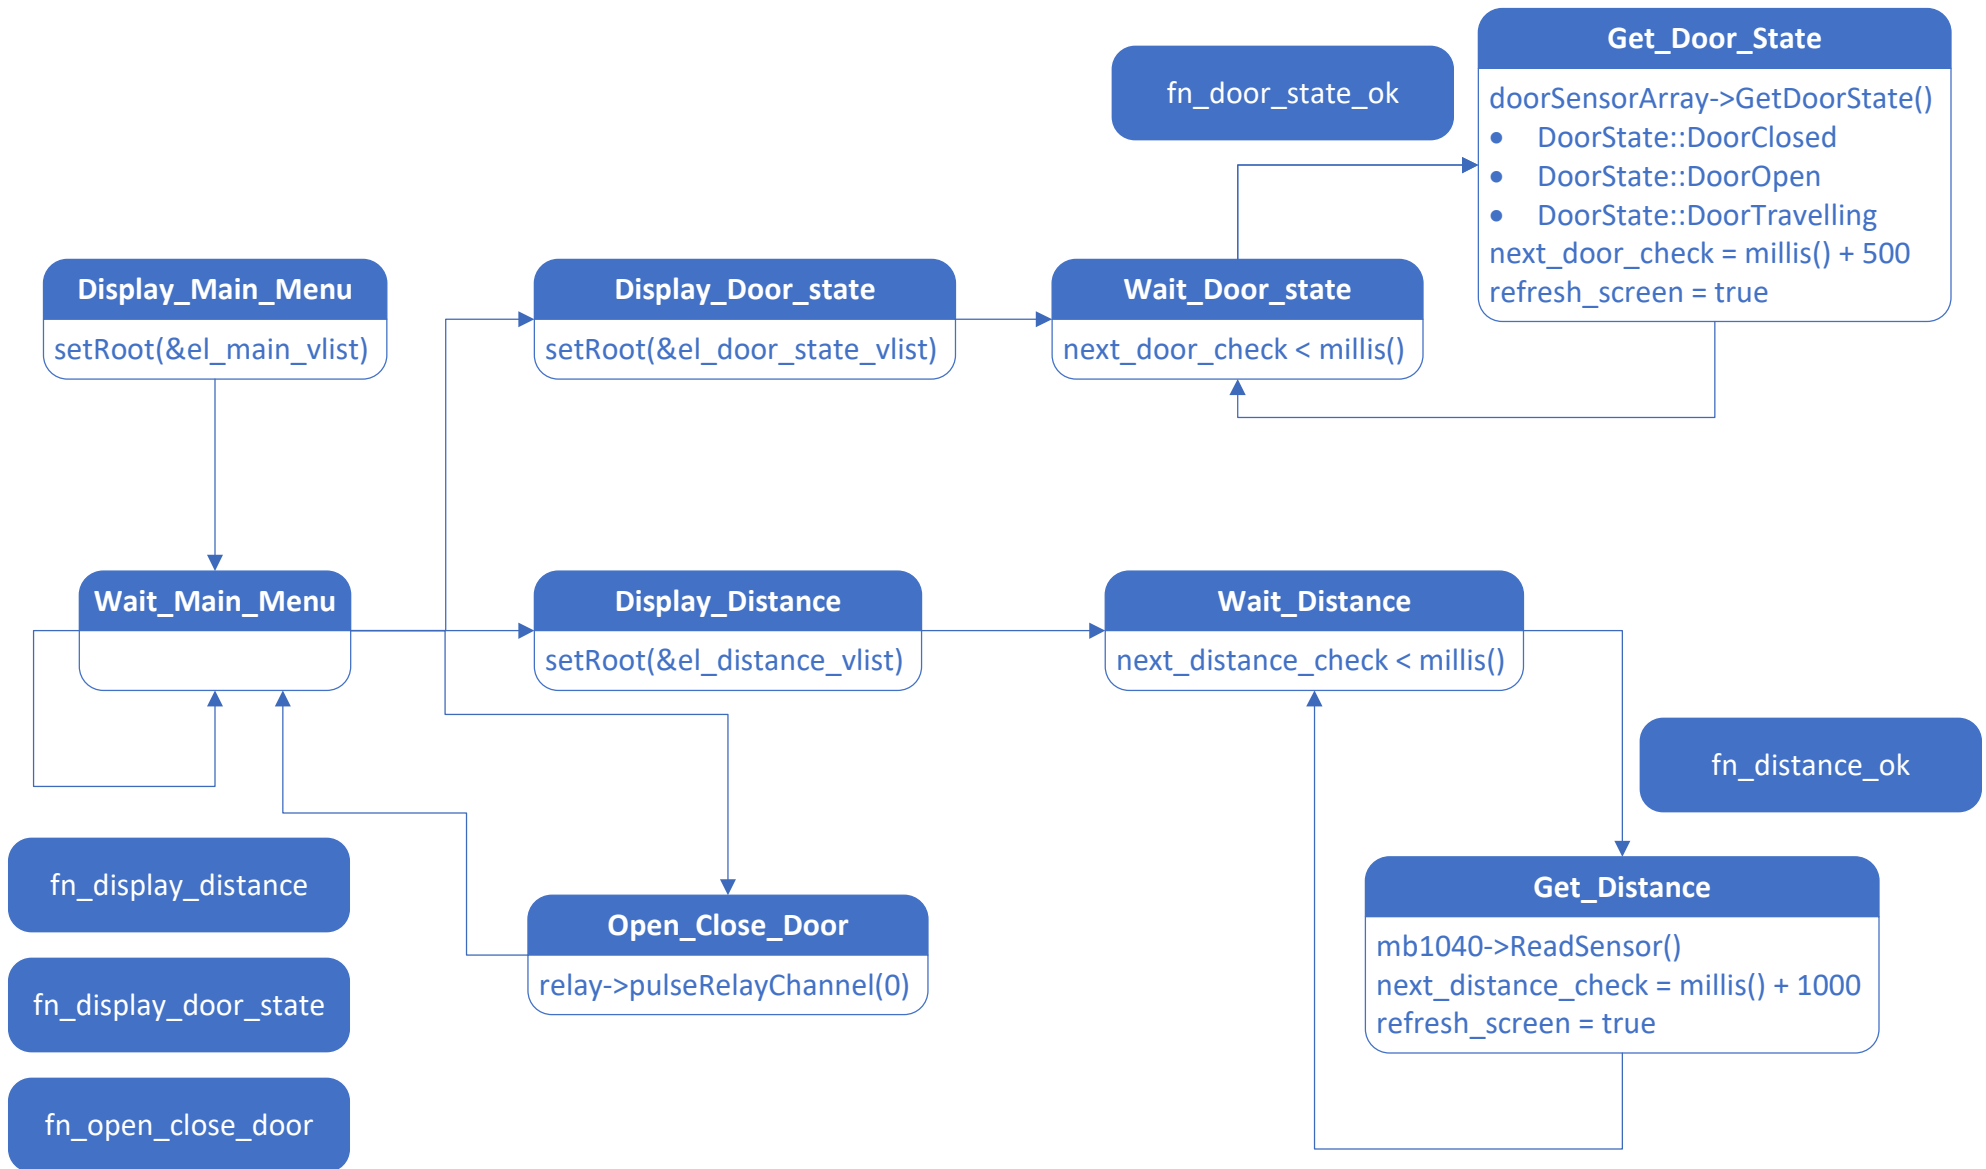 fn_door_state_ok
Get_Door_State
doorSensorArray->GetDoorState()
• DoorState::DoorClosed
• DoorState::DoorOpen
• DoorState::DoorTravelling
next_door_check = millis() + 500
refresh_screen = true
Display_Main_Menu
setRoot(&el_main_vlist)
Display_Door_state
setRoot(&el_door_state_vlist)
Wait_Door_state
next_door_check < millis()
Wait_Main_Menu
Display_Distance
setRoot(&el_distance_vlist)
Wait_Distance
next_distance_check < millis()
fn_distance_ok
fn_display_distance
fn_display_door_state
fn_open_close_door
Open_Close_Door
relay->pulseRelayChannel(0)
Get_Distance
mb1040->ReadSensor()
next_distance_check = millis() + 1000
refresh_screen = true